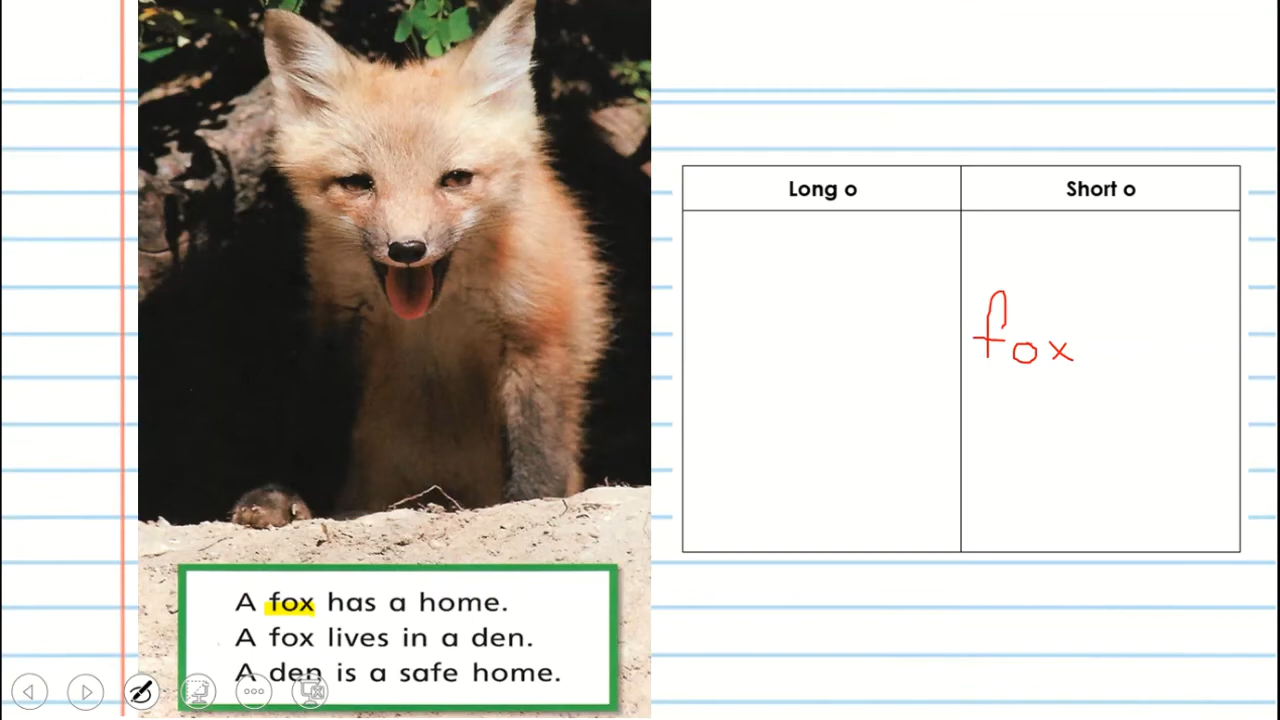 A fox has a home.
A fox lives in a den.
A den is a safe home.
Long o
Short o
fox